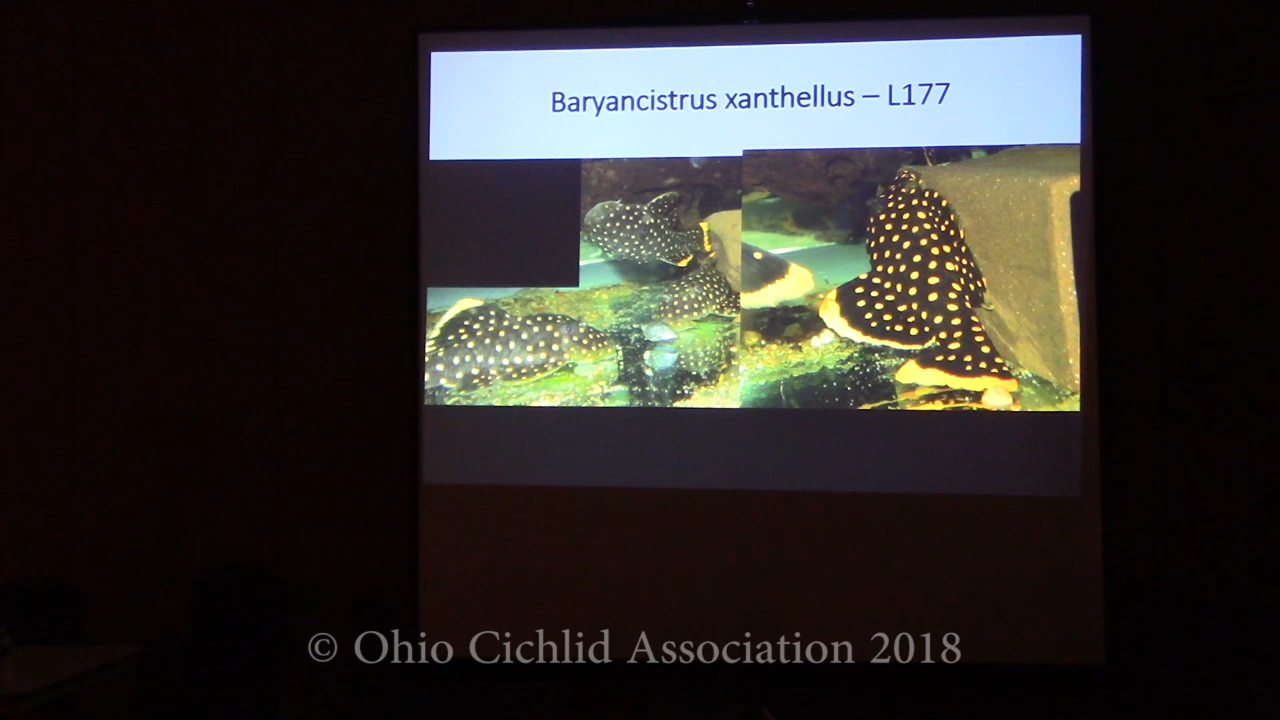 Baryancistrus xanthellus – L177
© Ohio Cichlid Association 2018